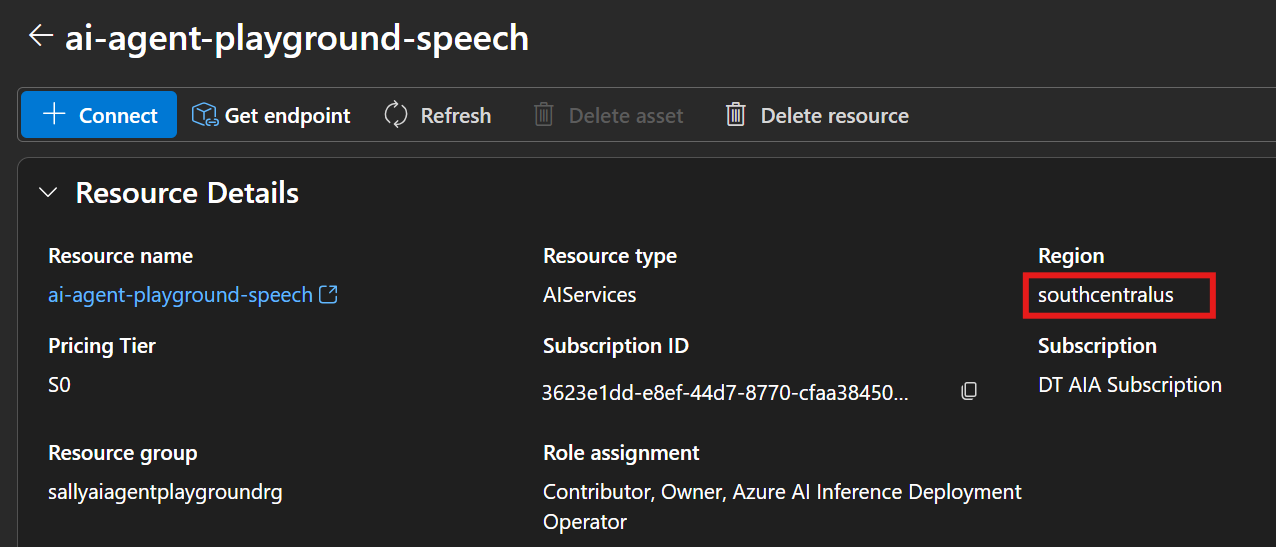 ai-agent-playground-speech
Connect Get endpoint Refresh Delete asset Delete resource
Resource Details
Resource name Resource type Region
ai-agent-playground-speech AIServices southcentralus
Pricing Tier Subscription ID Subscription
S0 3623e1dd-e8ef-44d7-8770-cfaa38450... DT AIA Subscription
Resource group Role assignment
sallyaiagentplaygroundrg Contributor, Owner, Azure AI Inference Deployment
Operator